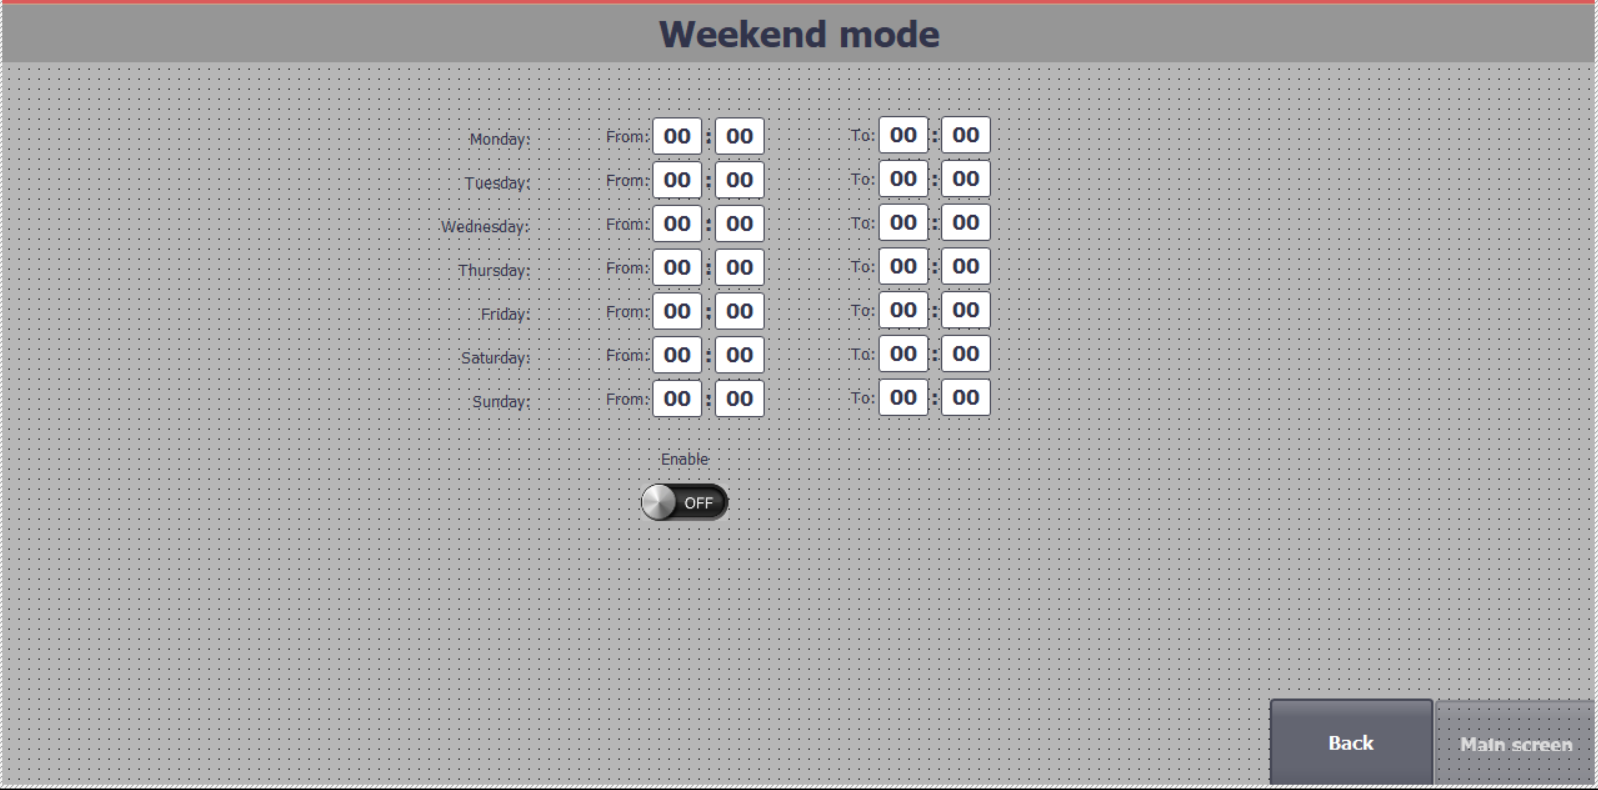 Weekend mode
Monday: From: 00 : 00 To: 00 : 00
Tuesday: From: 00 : 00 To: 00 : 00
Wednesday: From: 00 : 00 To: 00 : 00
Thursday: From: 00 : 00 To: 00 : 00
Friday: From: 00 : 00 To: 00 : 00
Saturday: From: 00 : 00 To: 00 : 00
Sunday: From: 00 : 00 To: 00 : 00
Enable
OFF
Back Main screen